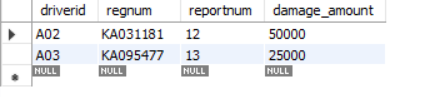 driverid regnum reportnum damage_amount
A02 KA031181 12 50000
A03 KA095477 13 25000
NULL NULL NULL NULL